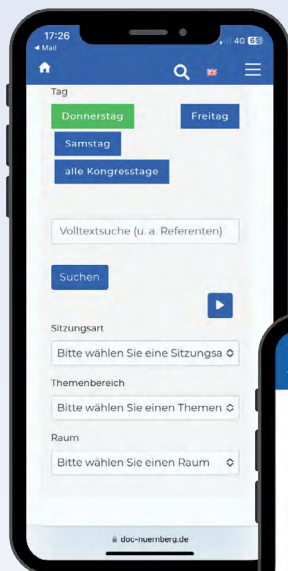 17:26
4G 65
◀ Mail
Tag
Donnerstag
Freitag
Samstag
alle Kongresstage
Volltextsuche (u. a. Referenten)
Suchen
Sitzungsart
Bitte wählen Sie eine Sitzungsa
Themenbereich
Bitte wählen Sie einen Themen
Raum
Bitte wählen Sie einen Raum
doc-nuernberg.de